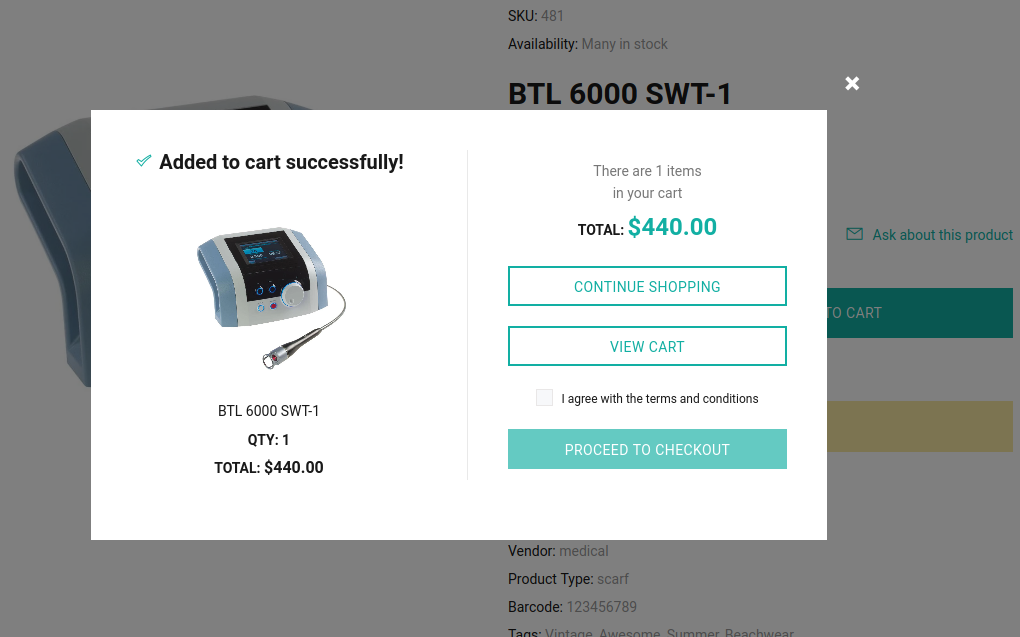 SKU: 481
Availability: Many in stock
BTL 6000 SWT-1
Added to cart successfully!
BTL 6000 SWT-1
QTY: 1
TOTAL: $440.00
There are 1 items
in your cart
TOTAL: $440.00
CONTINUE SHOPPING
VIEW CART
I agree with the terms and conditions
PROCEED TO CHECKOUT
Ask about this product
TO CART
Vendor: medical
Product Type: scarf
Barcode: 123456789
Tags: Vintage, Awesome, Summer, Beachwear